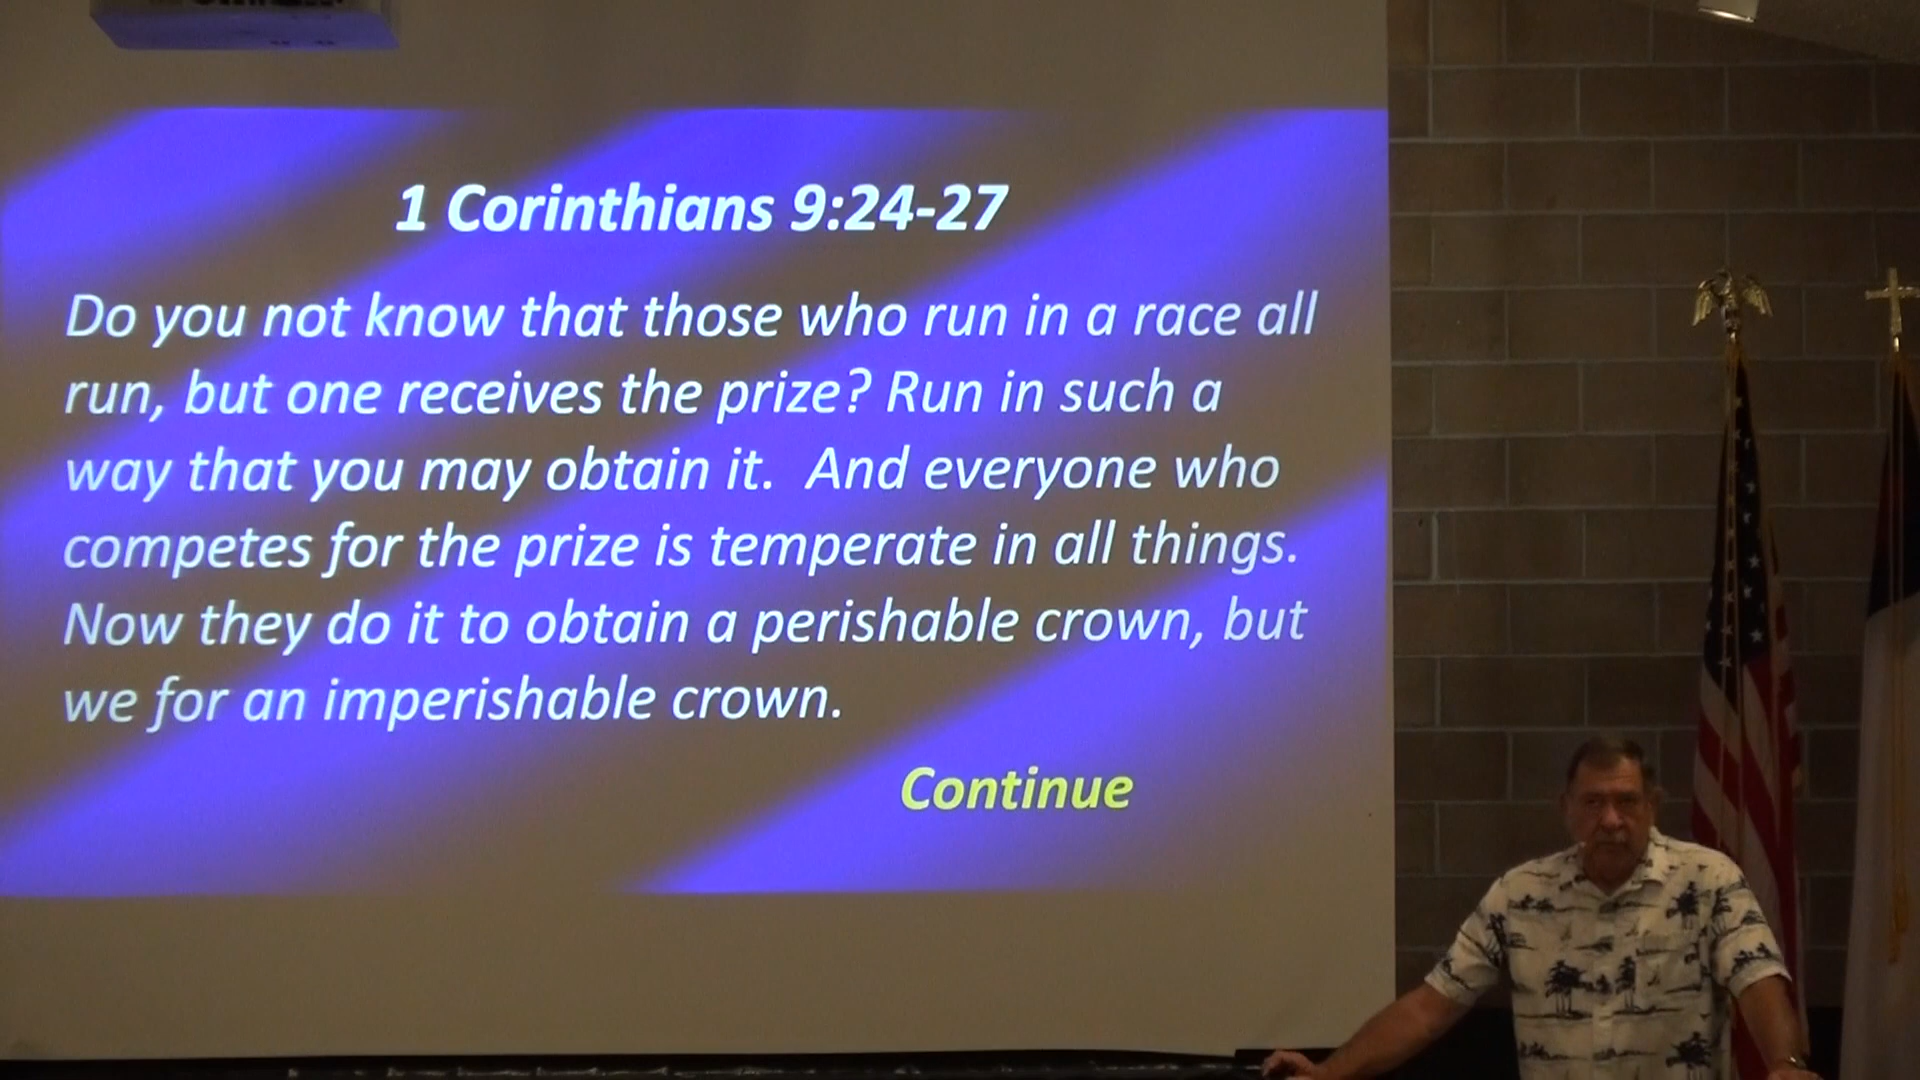 1 Corinthians 9:24-27
Do you not know that those who run in a race all
run, but one receives the prize? Run in such a
way that you may obtain it.  And everyone who
competes for the prize is temperate in all things.
Now they do it to obtain a perishable crown, but
we for an imperishable crown.
Continue